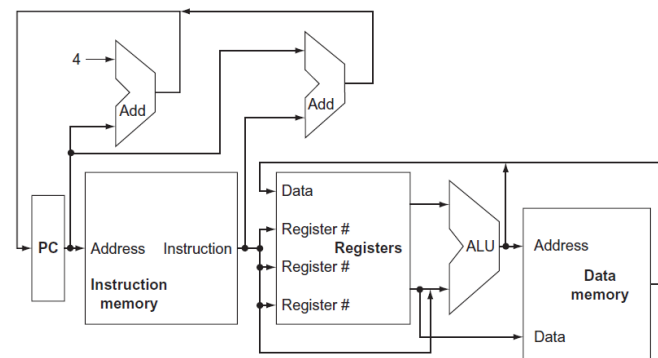 4
Add
Add
Data
PC
Address
Instruction
Instruction
memory
Register #
Registers
Register #
Register #
ALU
Address
Data
memory
Data